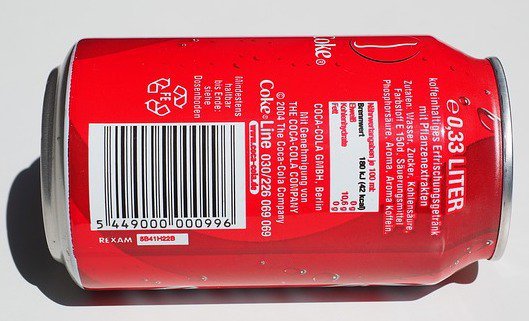 Coke®
koffeinhaltiges Erfrischungsgetränk
mit Pflanzenextrakten
e 0,33 LITER
Zutaten: Wasser, Zucker, Kohlensäure,
Farbstoff E 150d, Säuerungsmittel
Phosphorsäure, Aroma, Aroma Koffein.
Nährwertangaben je 100 ml:
Brennwert 180 kJ (42 kcal)
Eiweiß 0 g
Kohlenhydrate 10,6 g
Fett 0 g
COCA-COLA GMBH, Berlin
Mit Genehmigung von
THE COCA-COLA COMPANY
© 2004 The Coca-Cola Company
Coke® Line 030/226 069 069
Mindestens
haltbar
bis Ende:
siehe
Dosenboden
FE
5 449000 000996
REXAM 5B41H22B